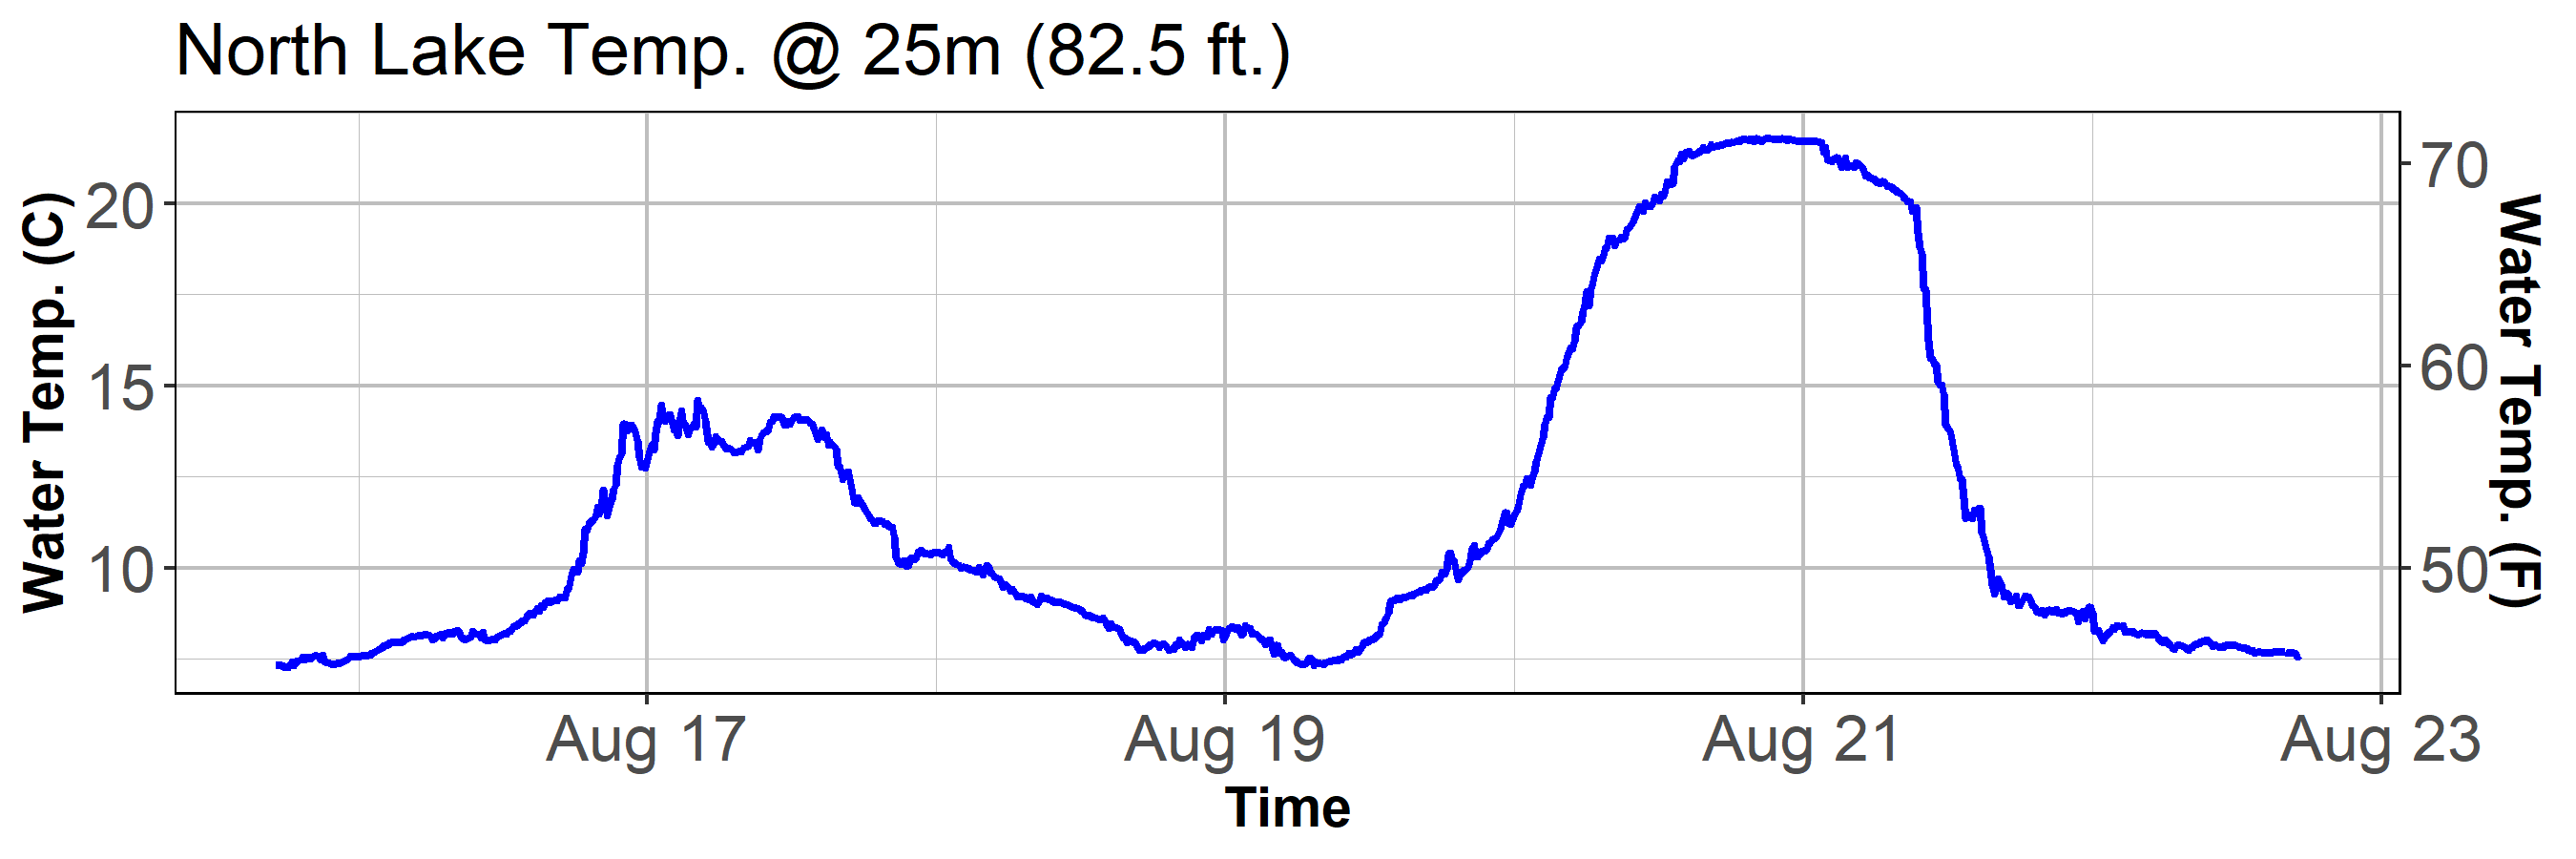 North Lake Temp. @ 25m (82.5 ft.)
Water Temp. (C)
20
15
10
70
60
50
Water Temp. (F)
Aug 17
Aug 19
Aug 21
Aug 23
Time